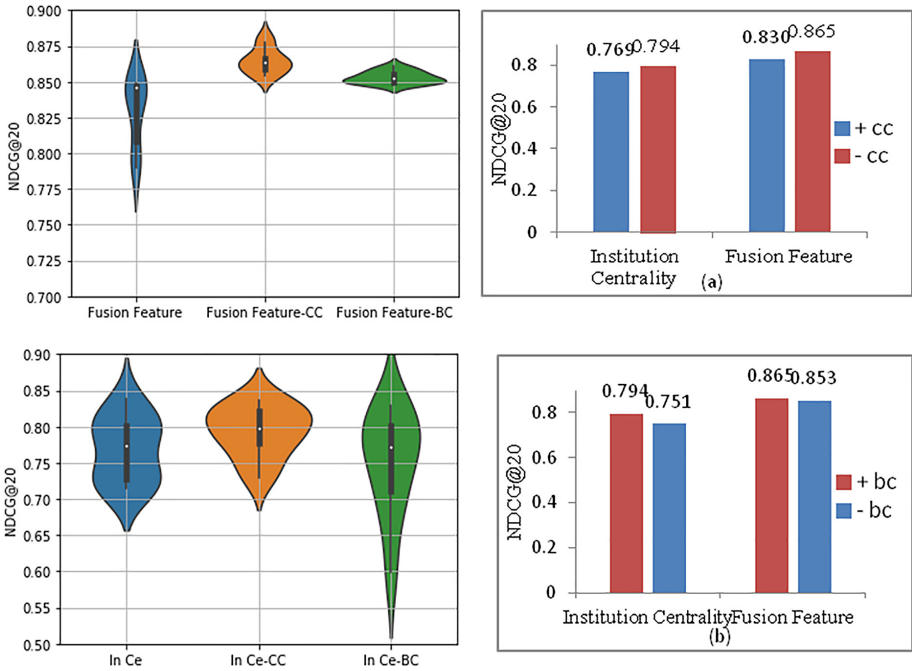 0.900
0.875
0.850
0.825
0.800
0.775
0.750
0.725
0.700
NDCG@20
Fusion Feature
Fusion Feature-CC
Fusion Feature-BC
0.769
0.794
0.830
0.865
0.8
0.6
0.4
0.2
0
NDCG@20
+ cc
- cc
Institution
Centrality
Fusion Feature
(a)
0.90
0.85
0.80
0.75
0.70
0.65
0.60
0.55
0.50
NDCG@20
In Ce
In Ce-CC
In Ce-BC
0.794
0.751
0.865
0.853
0.8
0.6
0.4
0.2
0
NDCG@20
+ bc
- bc
Institution Centrality
Fusion Feature
(b)